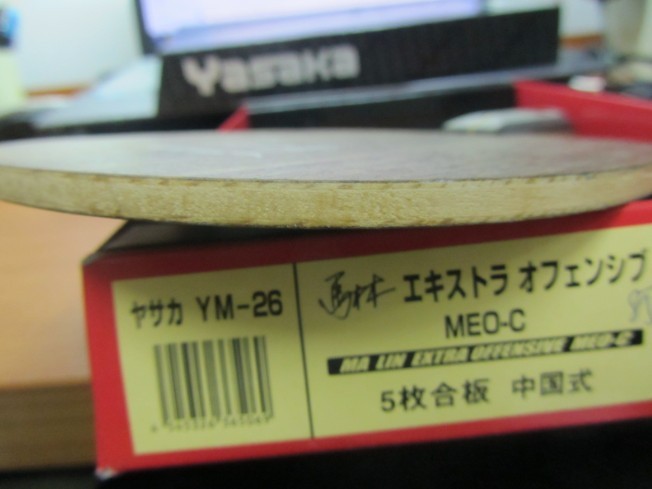 Yasaka
ヤサカ YM-26
馬林 エキストラ オフェンシブ
MEO-C
MA LIN EXTRA OFFENSIVE MEO-C
5枚合板 中国式